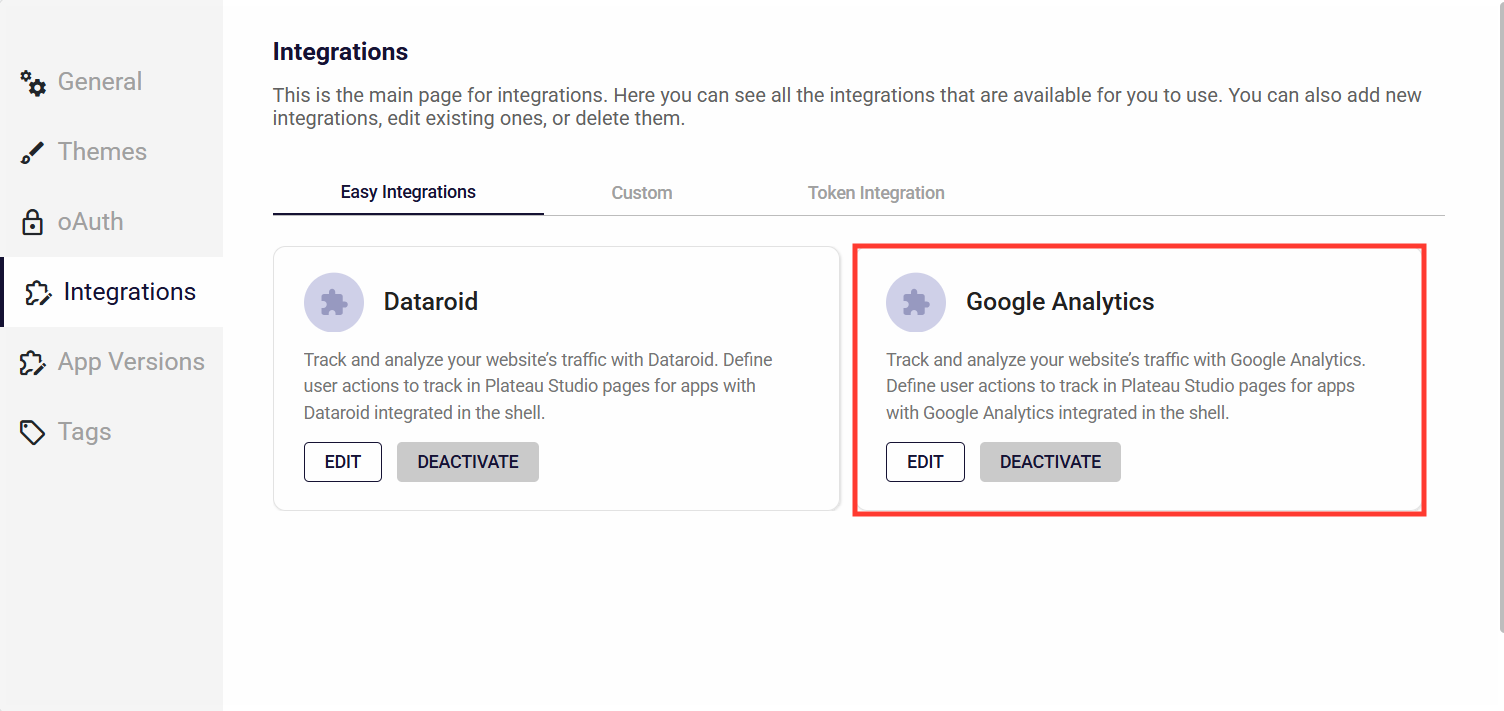 General
Themes
oAuth
Integrations
App Versions
Tags
Integrations
This is the main page for integrations. Here you can see all the integrations that are available for you to use. You can also add new
integrations, edit existing ones, or delete them.
Easy Integrations
Custom
Token Integration
Dataroid
Track and analyze your website’s traffic with Dataroid. Define
user actions to track in Plateau Studio pages for apps with
Dataroid integrated in the shell.
EDIT
DEACTIVATE
Google Analytics
Track and analyze your website’s traffic with Google Analytics.
Define user actions to track in Plateau Studio pages for apps
with Google Analytics integrated in the shell.
EDIT
DEACTIVATE